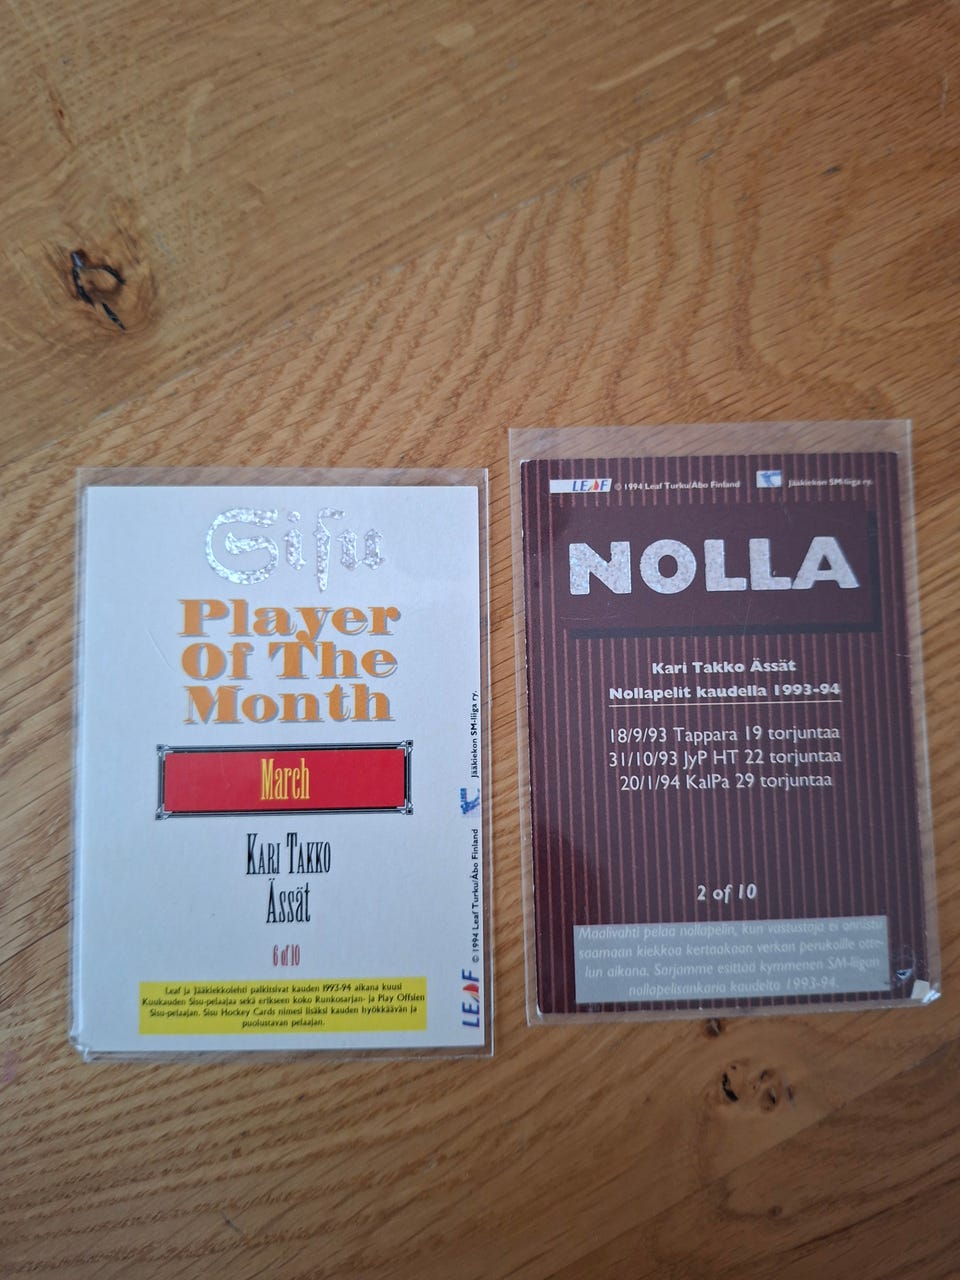 Sisu
Player
Of The
Month
March
Kari Takko
Ässät
6 of 10
Leaf ja Jääkiekkolehti palkitsivat kauden 1993-94 aikana kuusi
Kuukauden Sisu-pelaajaa sekä erikseen koko Runkosarjan- ja Play Offsien
Sisu-pelaajan. Sisu Hockey Cards nimesi lisäksi kauden hyökkäävän ja
puolustavan pelaajan.
LEAF © 1994 Leaf Turku/Åbo Finland Jääkiekon SM-liiga ry.
LEAF © 1994 Leaf Turku/Åbo Finland Jääkiekon SM-liiga ry.
NOLLA
Kari Takko Ässät
Nollapelit kaudella 1993-94
18/9/93 Tappara 19 torjuntaa
31/10/93 JyP HT 22 torjuntaa
20/1/94 KalPa 29 torjuntaa
2 of 10
Maalivahti pelaa nollapelin, kun vastustaja ei onnistu
saamaan kiekkoa kertaakaan verkan perukoille otte-
lun aikana. Sarjamme esittää kymmenen SM-liigan
nollapelisankaria kaudelta 1993-94.